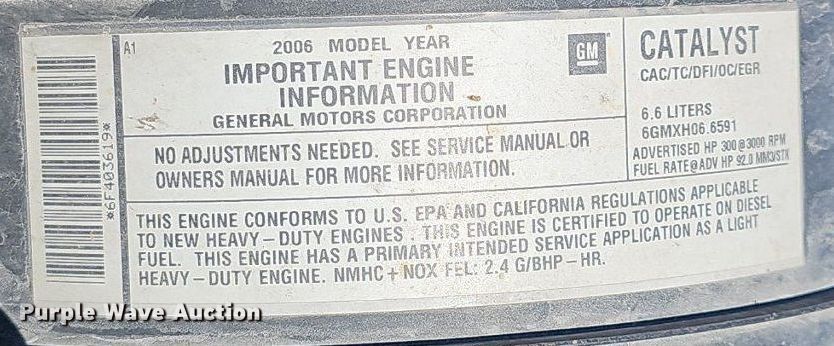 *6F403619*
A1
2006 MODEL YEAR
IMPORTANT ENGINE
INFORMATION
GENERAL MOTORS CORPORATION
GM
CATALYST
CAC/TC/DFI/OC/EGR
6.6 LITERS
6GMXH06.6591
ADVERTISED HP 300@3000 RPM
FUEL RATE@ADV HP 92.0 MM3/STK
NO ADJUSTMENTS NEEDED. SEE SERVICE MANUAL OR
OWNERS MANUAL FOR MORE INFORMATION.
THIS ENGINE CONFORMS TO U.S. EPA AND CALIFORNIA REGULATIONS APPLICABLE
TO NEW HEAVY-DUTY ENGINES . THIS ENGINE IS CERTIFIED TO OPERATE ON DIESEL
FUEL. THIS ENGINE HAS A PRIMARY INTENDED SERVICE APPLICATION AS A LIGHT
HEAVY-DUTY ENGINE. NMHC+NOX FEL: 2.4 G/BHP-HR.
Purple Wave Auction